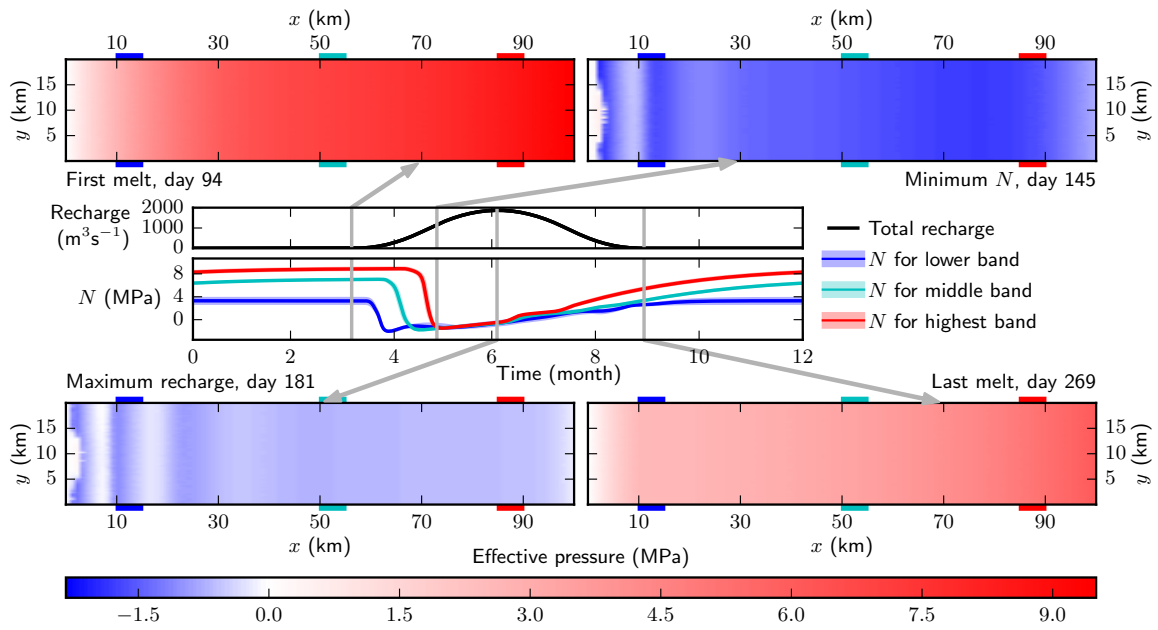 x (km)
x (km)
10 30 50 70 90
10 30 50 70 90
y (km)
15
10
5
15
10
5
y (km)
First melt, day 94
Minimum N, day 145
Recharge
(m³s⁻¹)
2000
1000
0
N (MPa)
8
4
0
0 2 4 6 8 10 12
Time (month)
Total recharge
N for lower band
N for middle band
N for highest band
Maximum recharge, day 181
Last melt, day 269
y (km)
15
10
5
15
10
5
y (km)
10 30 50 70 90
10 30 50 70 90
x (km)
x (km)
Effective pressure (MPa)
−1.5 0.0 1.5 3.0 4.5 6.0 7.5 9.0